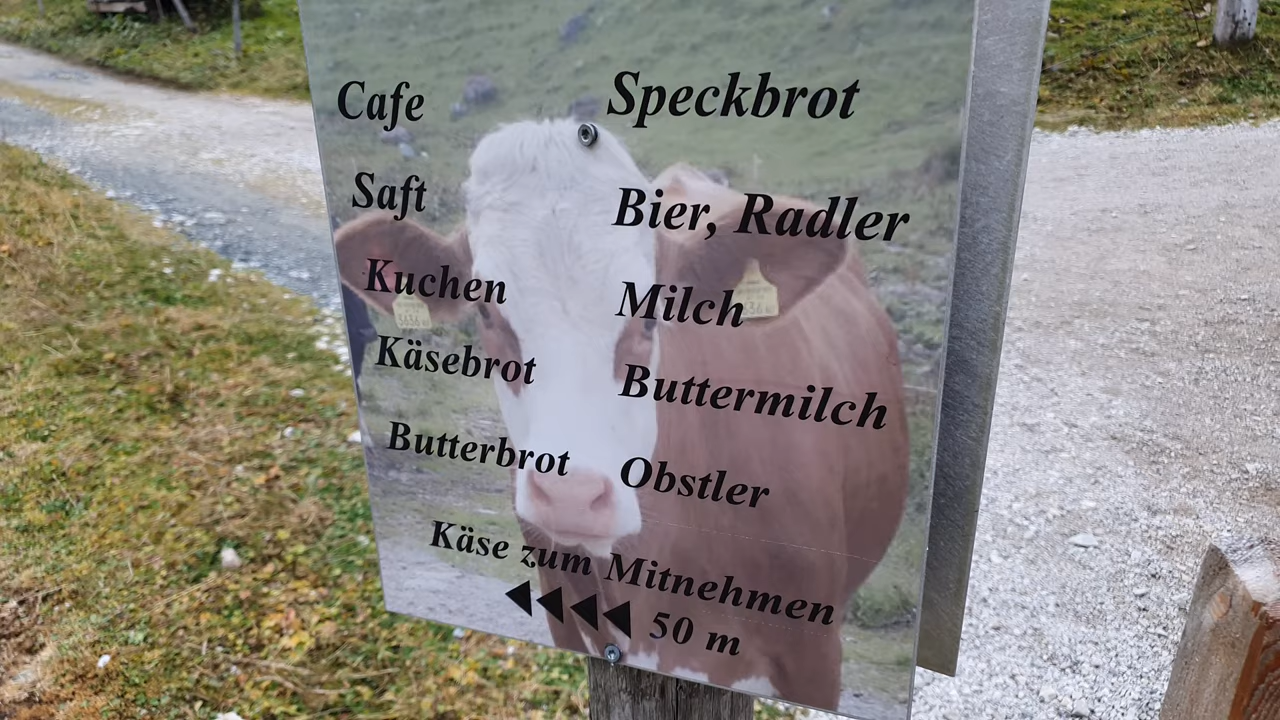 Cafe
Speckbrot
Saft
Bier, Radler
Kuchen
Milch
Käsebrot
Buttermilch
Butterbrot
Obstler
Käse zum Mitnehmen
50 m